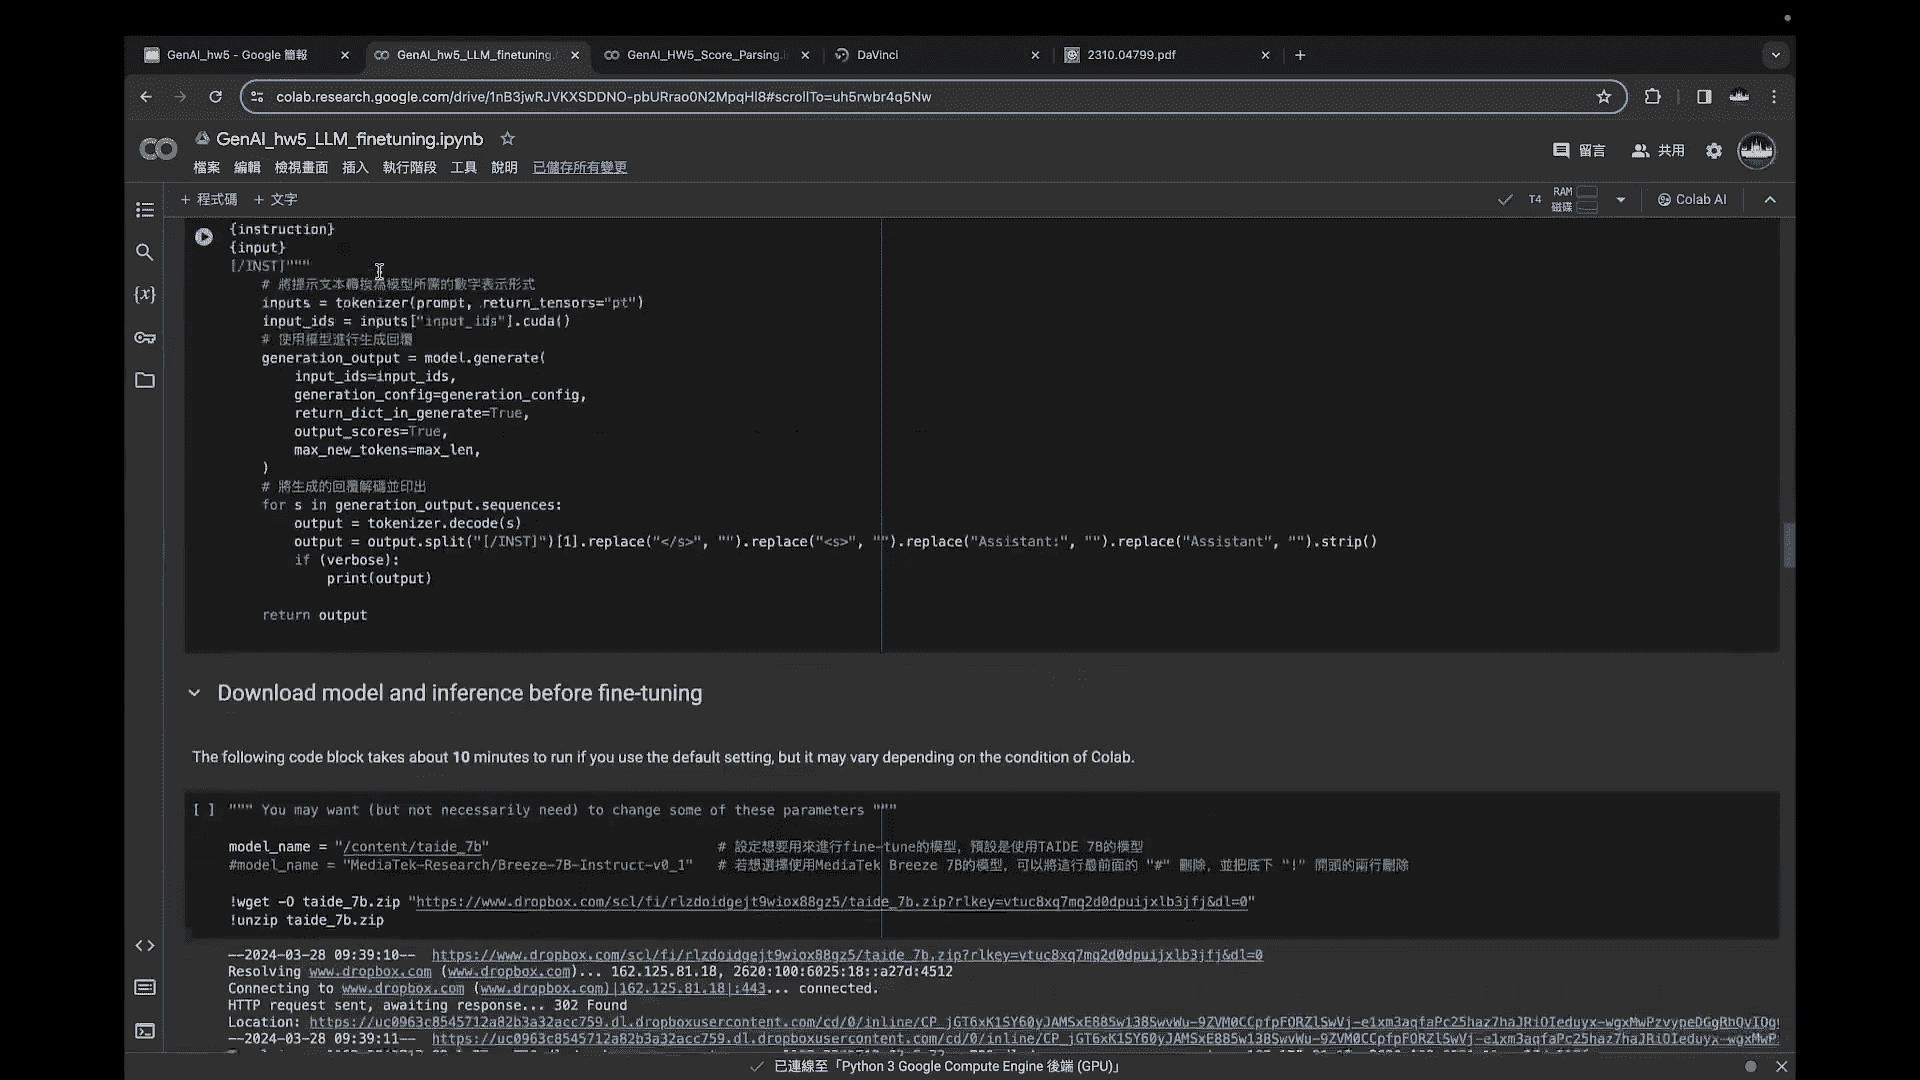 GenAI_hw5 - Google 簡報
GenAI_hw5_LLM_finetuning.
GenAI_HW5_Score_Parsing.i
DaVinci
2310.04799.pdf
colab.research.google.com/drive/1nB3jwRJVKXSDDNO-pbURrao0N2MpqHl8#scrollTo=uh5rwbr4q5Nw
GenAI_hw5_LLM_finetuning.ipynb
留言
共用
檔案 編輯 檢視畫面 插入 執行階段 工具 說明 已儲存所有變更
+ 程式碼 + 文字
T4
RAM
磁碟
Colab AI
{instruction}
{input}
[/INST]"""
# 將提示文本轉換為模型所需的數字表示形式
inputs = tokenizer(prompt, return_tensors="pt")
input_ids = inputs["input_ids"].cuda()
# 使用模型進行生成回覆
generation_output = model.generate(
input_ids=input_ids,
generation_config=generation_config,
return_dict_in_generate=True,
output_scores=True,
max_new_tokens=max_len,
)
# 將生成的回覆解碼並印出
for s in generation_output.sequences:
output = tokenizer.decode(s)
output = output.split("[/INST]")[1].replace("</s>", "").replace("<s>", "").replace("Assistant:", "").replace("Assistant", "").strip()
if (verbose):
print(output)
return output
Download model and inference before fine-tuning
The following code block takes about 10 minutes to run if you use the default setting, but it may vary depending on the condition of Colab.
[ ] """ You may want (but not necessarily need) to change some of these parameters """
model_name = "/content/taide_7b" # 設定想要用來進行fine-tune的模型，預設是使用TAIDE 7B的模型
#model_name = "MediaTek-Research/Breeze-7B-Instruct-v0_1" # 若想選擇使用MediaTek Breeze 7B的模型，可以將這行最前面的 "#" 刪除，並把底下 "!" 開頭的兩行刪除
!wget -O taide_7b.zip "https://www.dropbox.com/scl/fi/rlzdoidgejt9wiox88gz5/taide_7b.zip?rlkey=vtuc8xq7mq2d0dpuijxlb3jfj&dl=0"
!unzip taide_7b.zip
--2024-03-28 09:39:10-- https://www.dropbox.com/scl/fi/rlzdoidgejt9wiox88gz5/taide_7b.zip?rlkey=vtuc8xq7mq2d0dpuijxlb3jfj&dl=0
Resolving www.dropbox.com (www.dropbox.com)... 162.125.81.18, 2620:100:6025:18::a27d:4512
Connecting to www.dropbox.com (www.dropbox.com)|162.125.81.18|:443... connected.
HTTP request sent, awaiting response... 302 Found
Location:
--2024-03-28 09:39:11--
已連線至「Python 3 Google Compute Engine 後端 (GPU)」